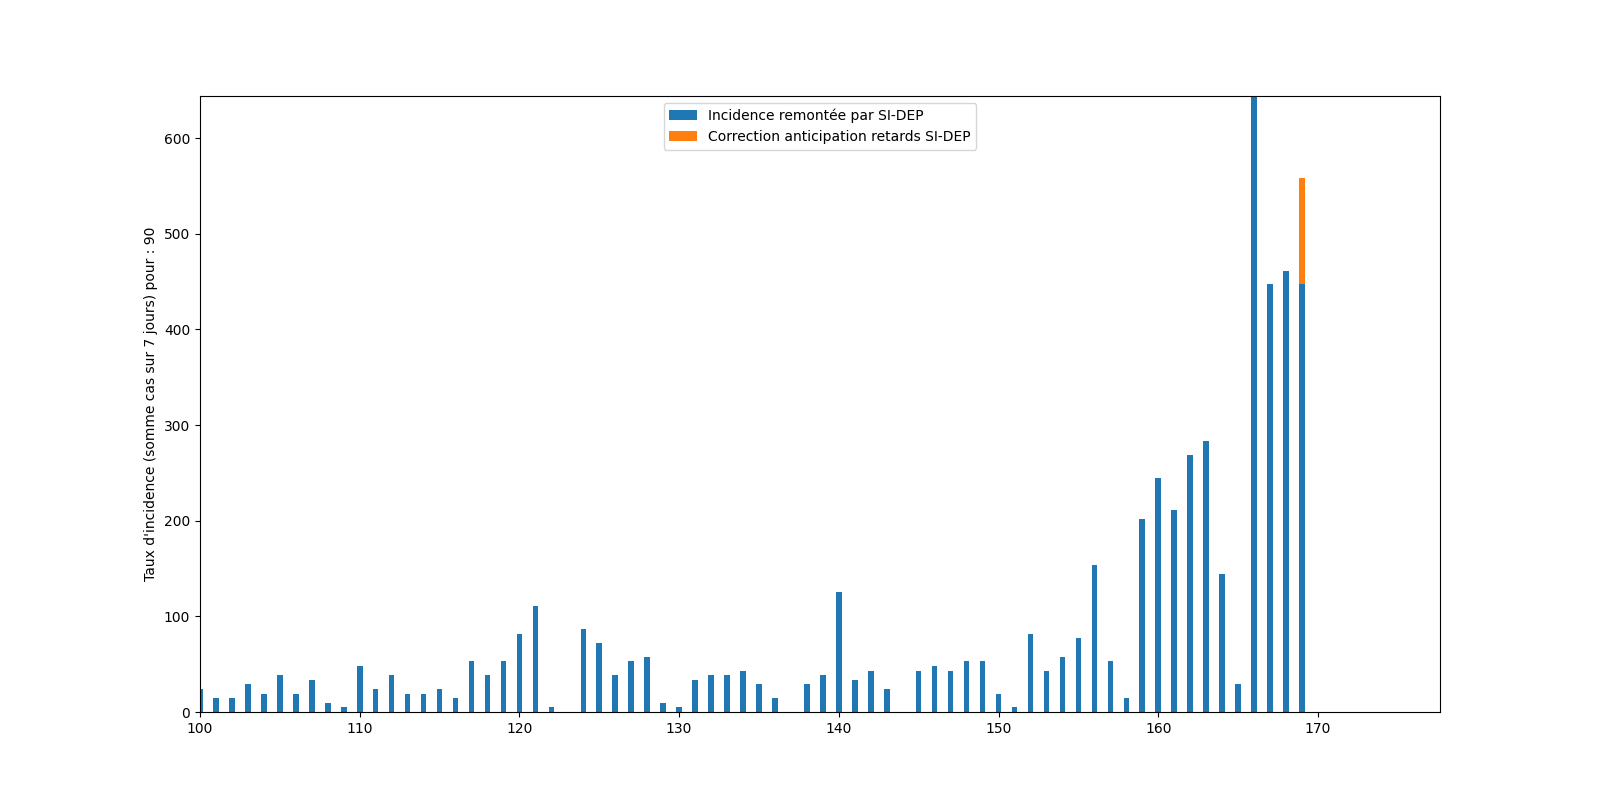 Incidence remontée par SI-DEP
Correction anticipation retards SI-DEP
Taux d'incidence (somme cas sur 7 jours) pour : 90
600
500
400
300
200
100
0
100 110 120 130 140 150 160 170